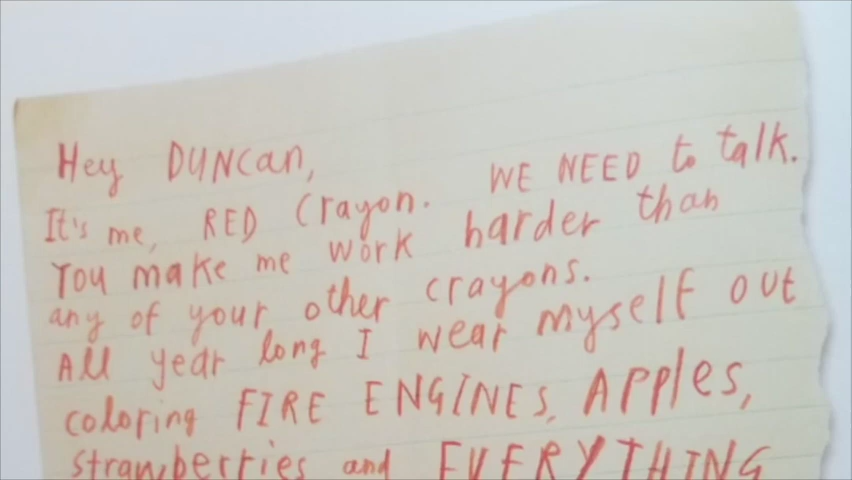 Hey DUNCan,
It's me, RED Crayon. WE NEED to talk.
You make me work harder than
any of your other crayons.
All year long I wear myself out
coloring FIRE ENGINES, Apples,
strawberries and EVERYTHING